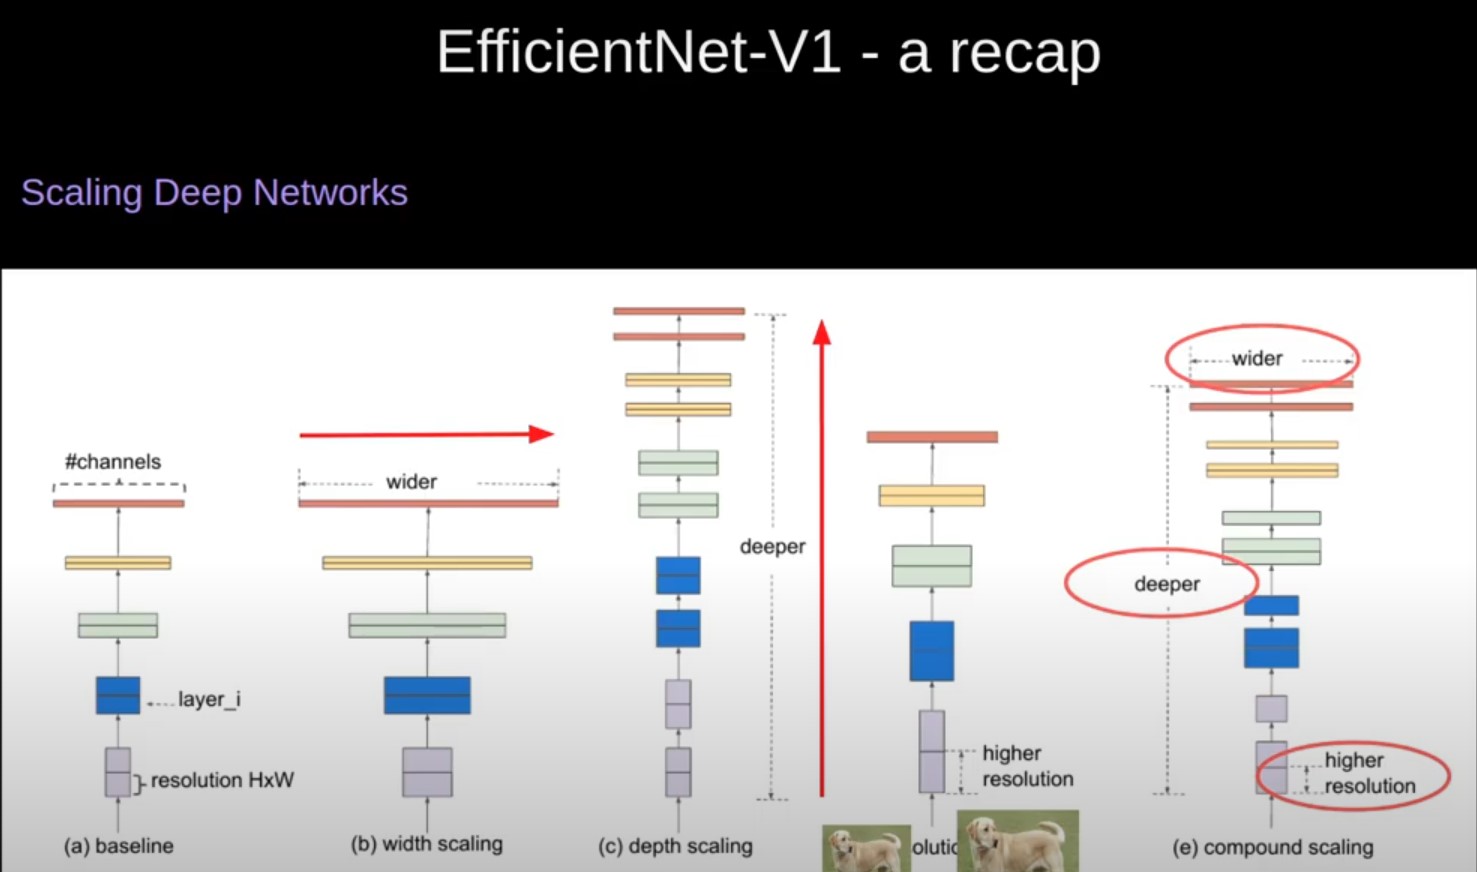 EfficientNet-V1 - a recap
Scaling Deep Networks
#channels
layer_i
resolution HxW
(a) baseline
wider
(b) width scaling
deeper
(c) depth scaling
higher
resolution
wider
deeper
higher
resolution
(e) compound scaling